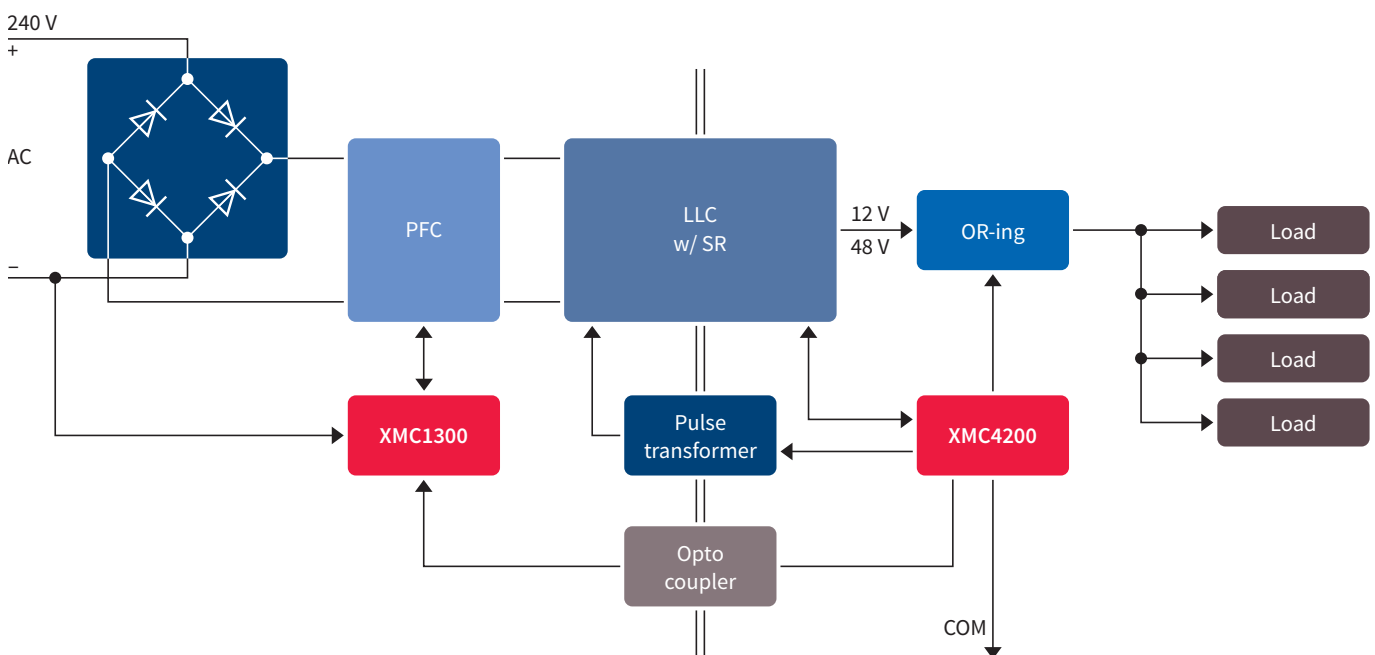 240 V
+
AC
–
PFC
LLC
w/ SR
12 V
48 V
OR-ing
Load
Load
Load
Load
XMC1300
Pulse
transformer
XMC4200
Opto
coupler
COM